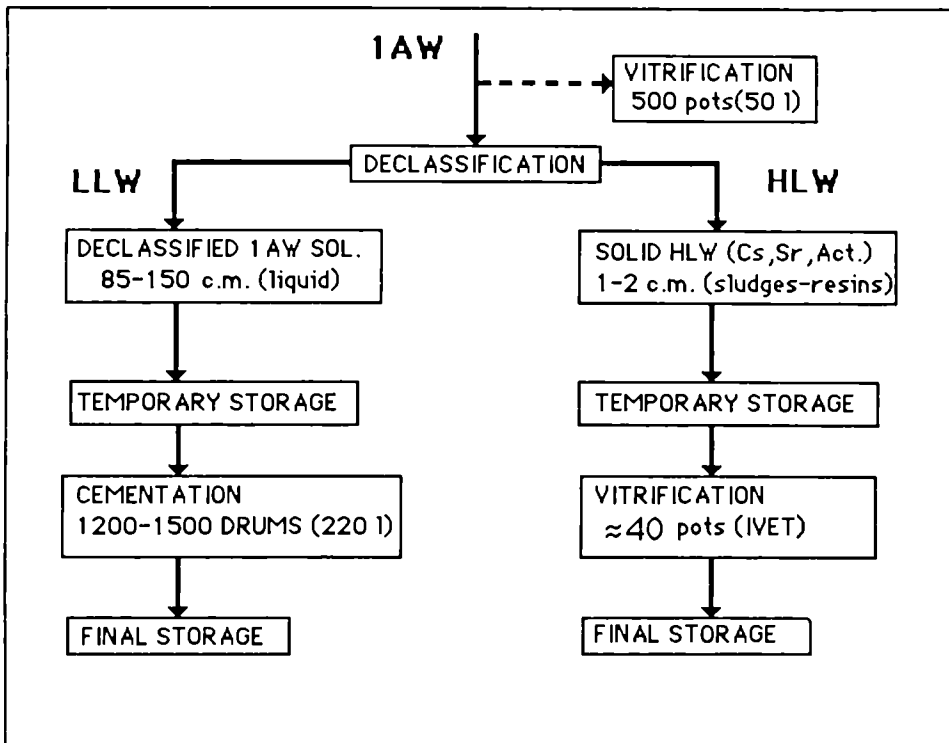 1AW
VITRIFICATION
500 pots(50 l)
DECLASSIFICATION
LLW
HLW
DECLASSIFIED 1AW SOL.
85-150 c.m. (liquid)
SOLID HLW (Cs,Sr,Act.)
1-2 c.m. (sludges-resins)
TEMPORARY STORAGE
TEMPORARY STORAGE
CEMENTATION
1200-1500 DRUMS (220 l)
VITRIFICATION
≈40 pots (IVET)
FINAL STORAGE
FINAL STORAGE